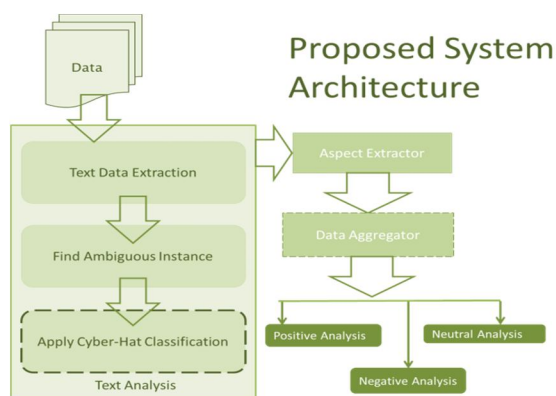 Proposed System
Architecture
Data
Text Data Extraction
Find Ambiguous Instance
Apply Cyber-Hat Classification
Text Analysis
Aspect Extractor
Data Aggregator
Positive Analysis
Neutral Analysis
Negative Analysis